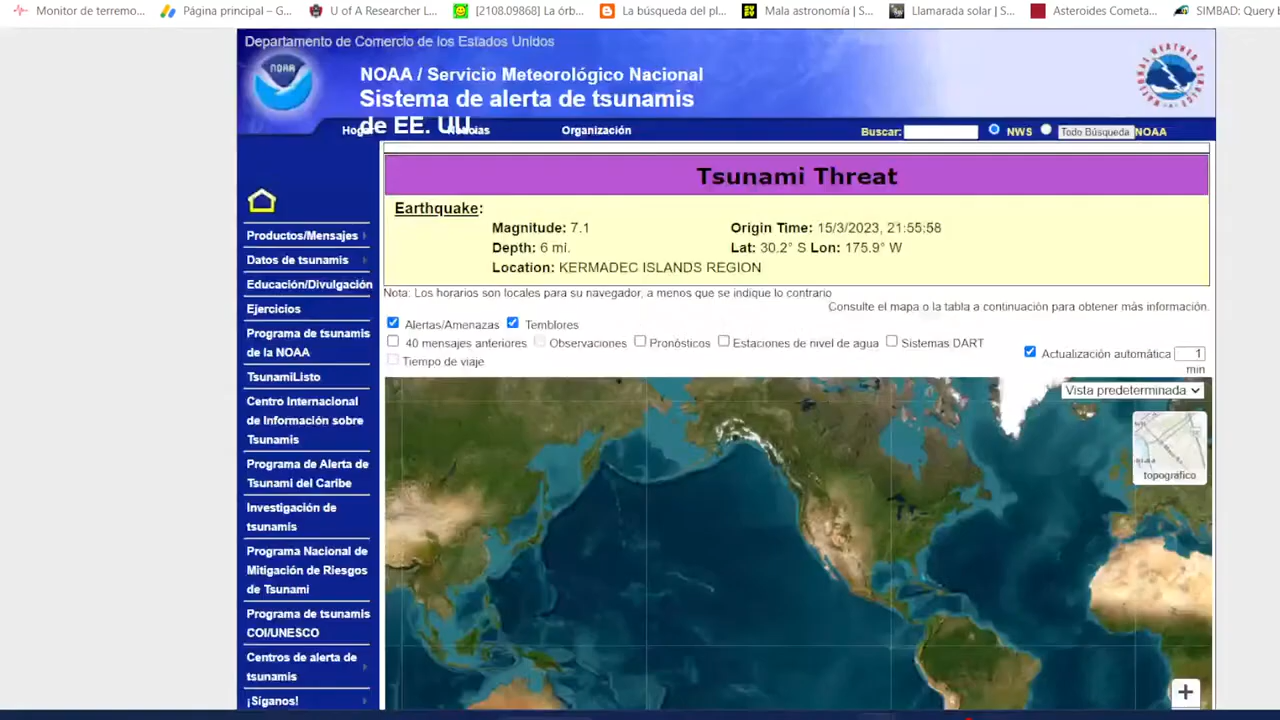 Monitor de terremo... Página principal – G... U of A Researcher L... [2108.09868] La órb... La búsqueda del pl... Mala astronomía | S... Llamarada solar | S... Asteroides Cometa... SIMBAD: Query b
Departamento de Comercio de los Estados Unidos
NOAA
NOAA / Servicio Meteorológico Nacional
Sistema de alerta de tsunamis
de EE. UU.
Hogar Noticias Organización Buscar: NWS Todo Búsqueda NOAA
Tsunami Threat
Earthquake:
Magnitude: 7.1 Origin Time: 15/3/2023, 21:55:58
Depth: 6 mi. Lat: 30.2° S Lon: 175.9° W
Location: KERMADEC ISLANDS REGION
Nota: Los horarios son locales para su navegador, a menos que se indique lo contrario
Consulte el mapa o la tabla a continuación para obtener más información.
Alertas/Amenazas Temblores
40 mensajes anteriores Observaciones Pronósticos Estaciones de nivel de agua Sistemas DART
Tiempo de viaje
Actualización automática 1
min
Vista predeterminada
topográfico
+
Productos/Mensajes
Datos de tsunamis
Educación/Divulgación
Ejercicios
Programa de tsunamis
de la NOAA
TsunamiListo
Centro Internacional
de Información sobre
Tsunamis
Programa de Alerta de
Tsunami del Caribe
Investigación de
tsunamis
Programa Nacional de
Mitigación de Riesgos
de Tsunami
Programa de tsunamis
COI/UNESCO
Centros de alerta de
tsunamis
¡Síganos!